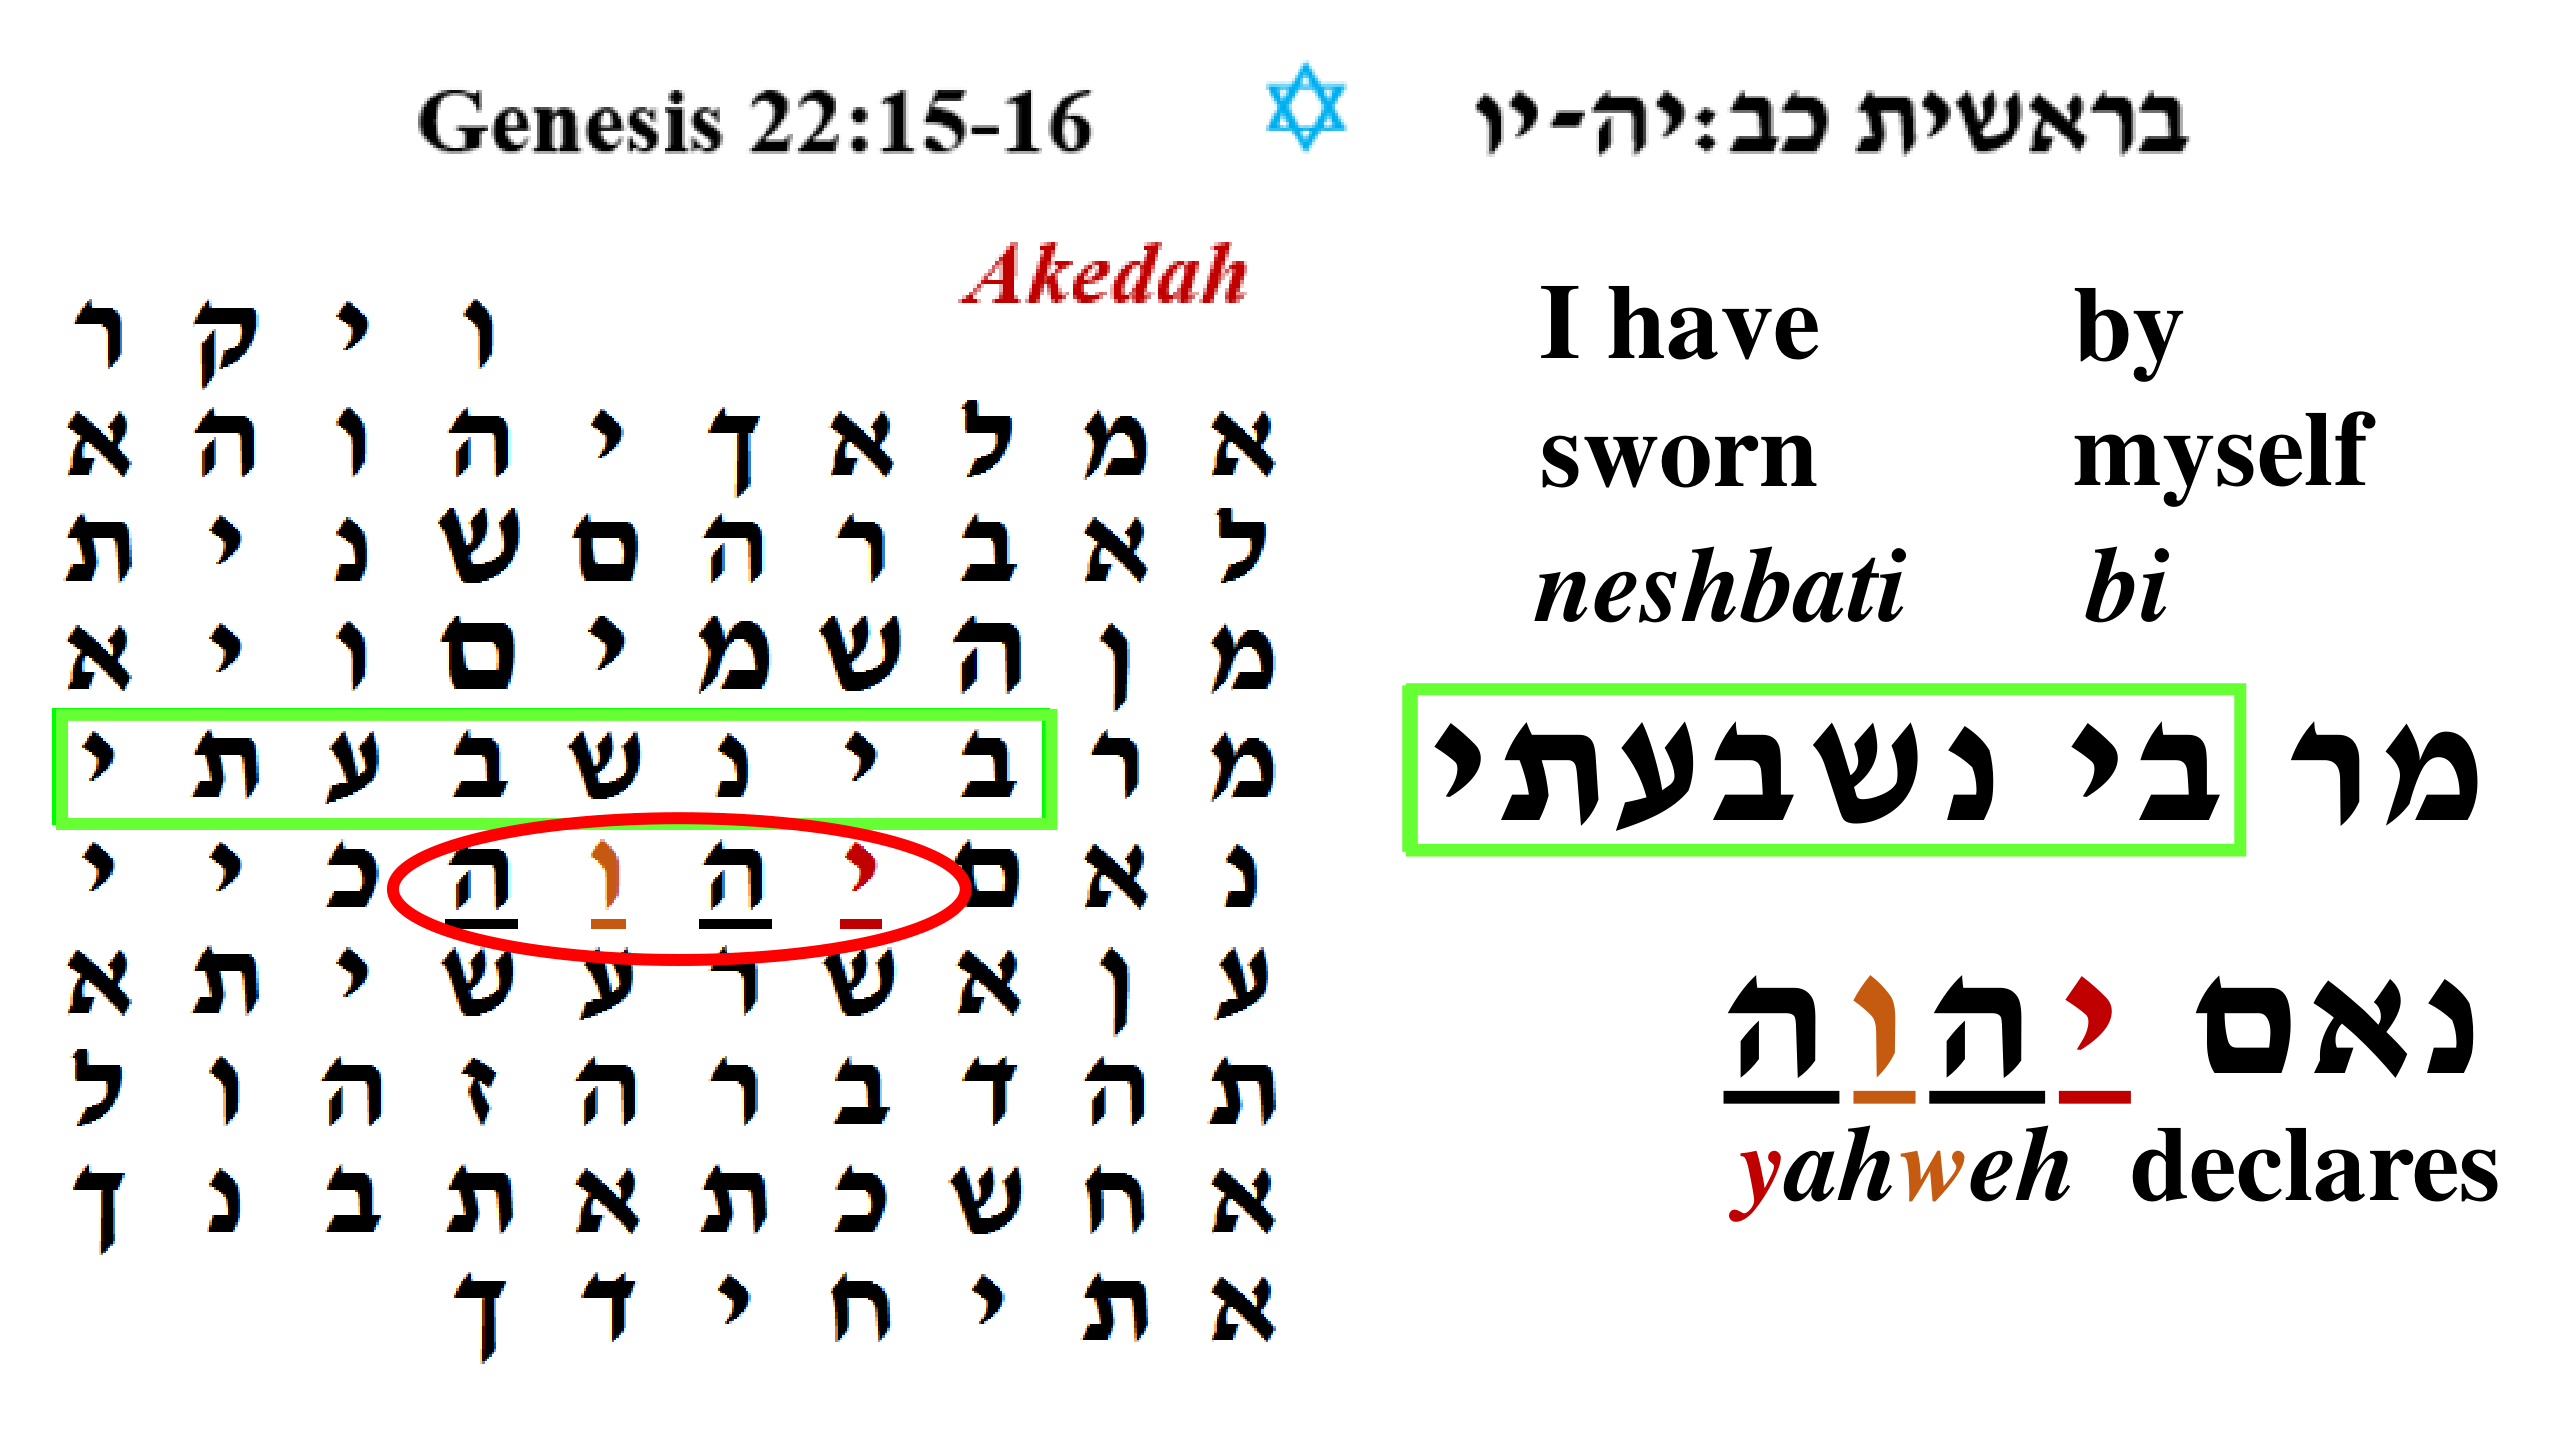 Genesis 22:15-16 בראשית כב:יה-יו
Akedah
ו י ק ר
א מ ל א ך י ה ו ה א
ל א ב ר ה ם ש נ י ת
מ ן ה ש מ י ם ו י א
מ ר ב י נ ש ב ע ת י
נ א ם י ה ו ה כ י י
ע ן א ש ר ע ש י ת א
ת ה ד ב ר ה ז ה ו ל
א ח ש כ ת א ת ב נ ך
א ת י ח י ד ך
I have by
sworn myself
neshbati bi
מר בי נשבעתי
נאם יהוה
yahweh declares